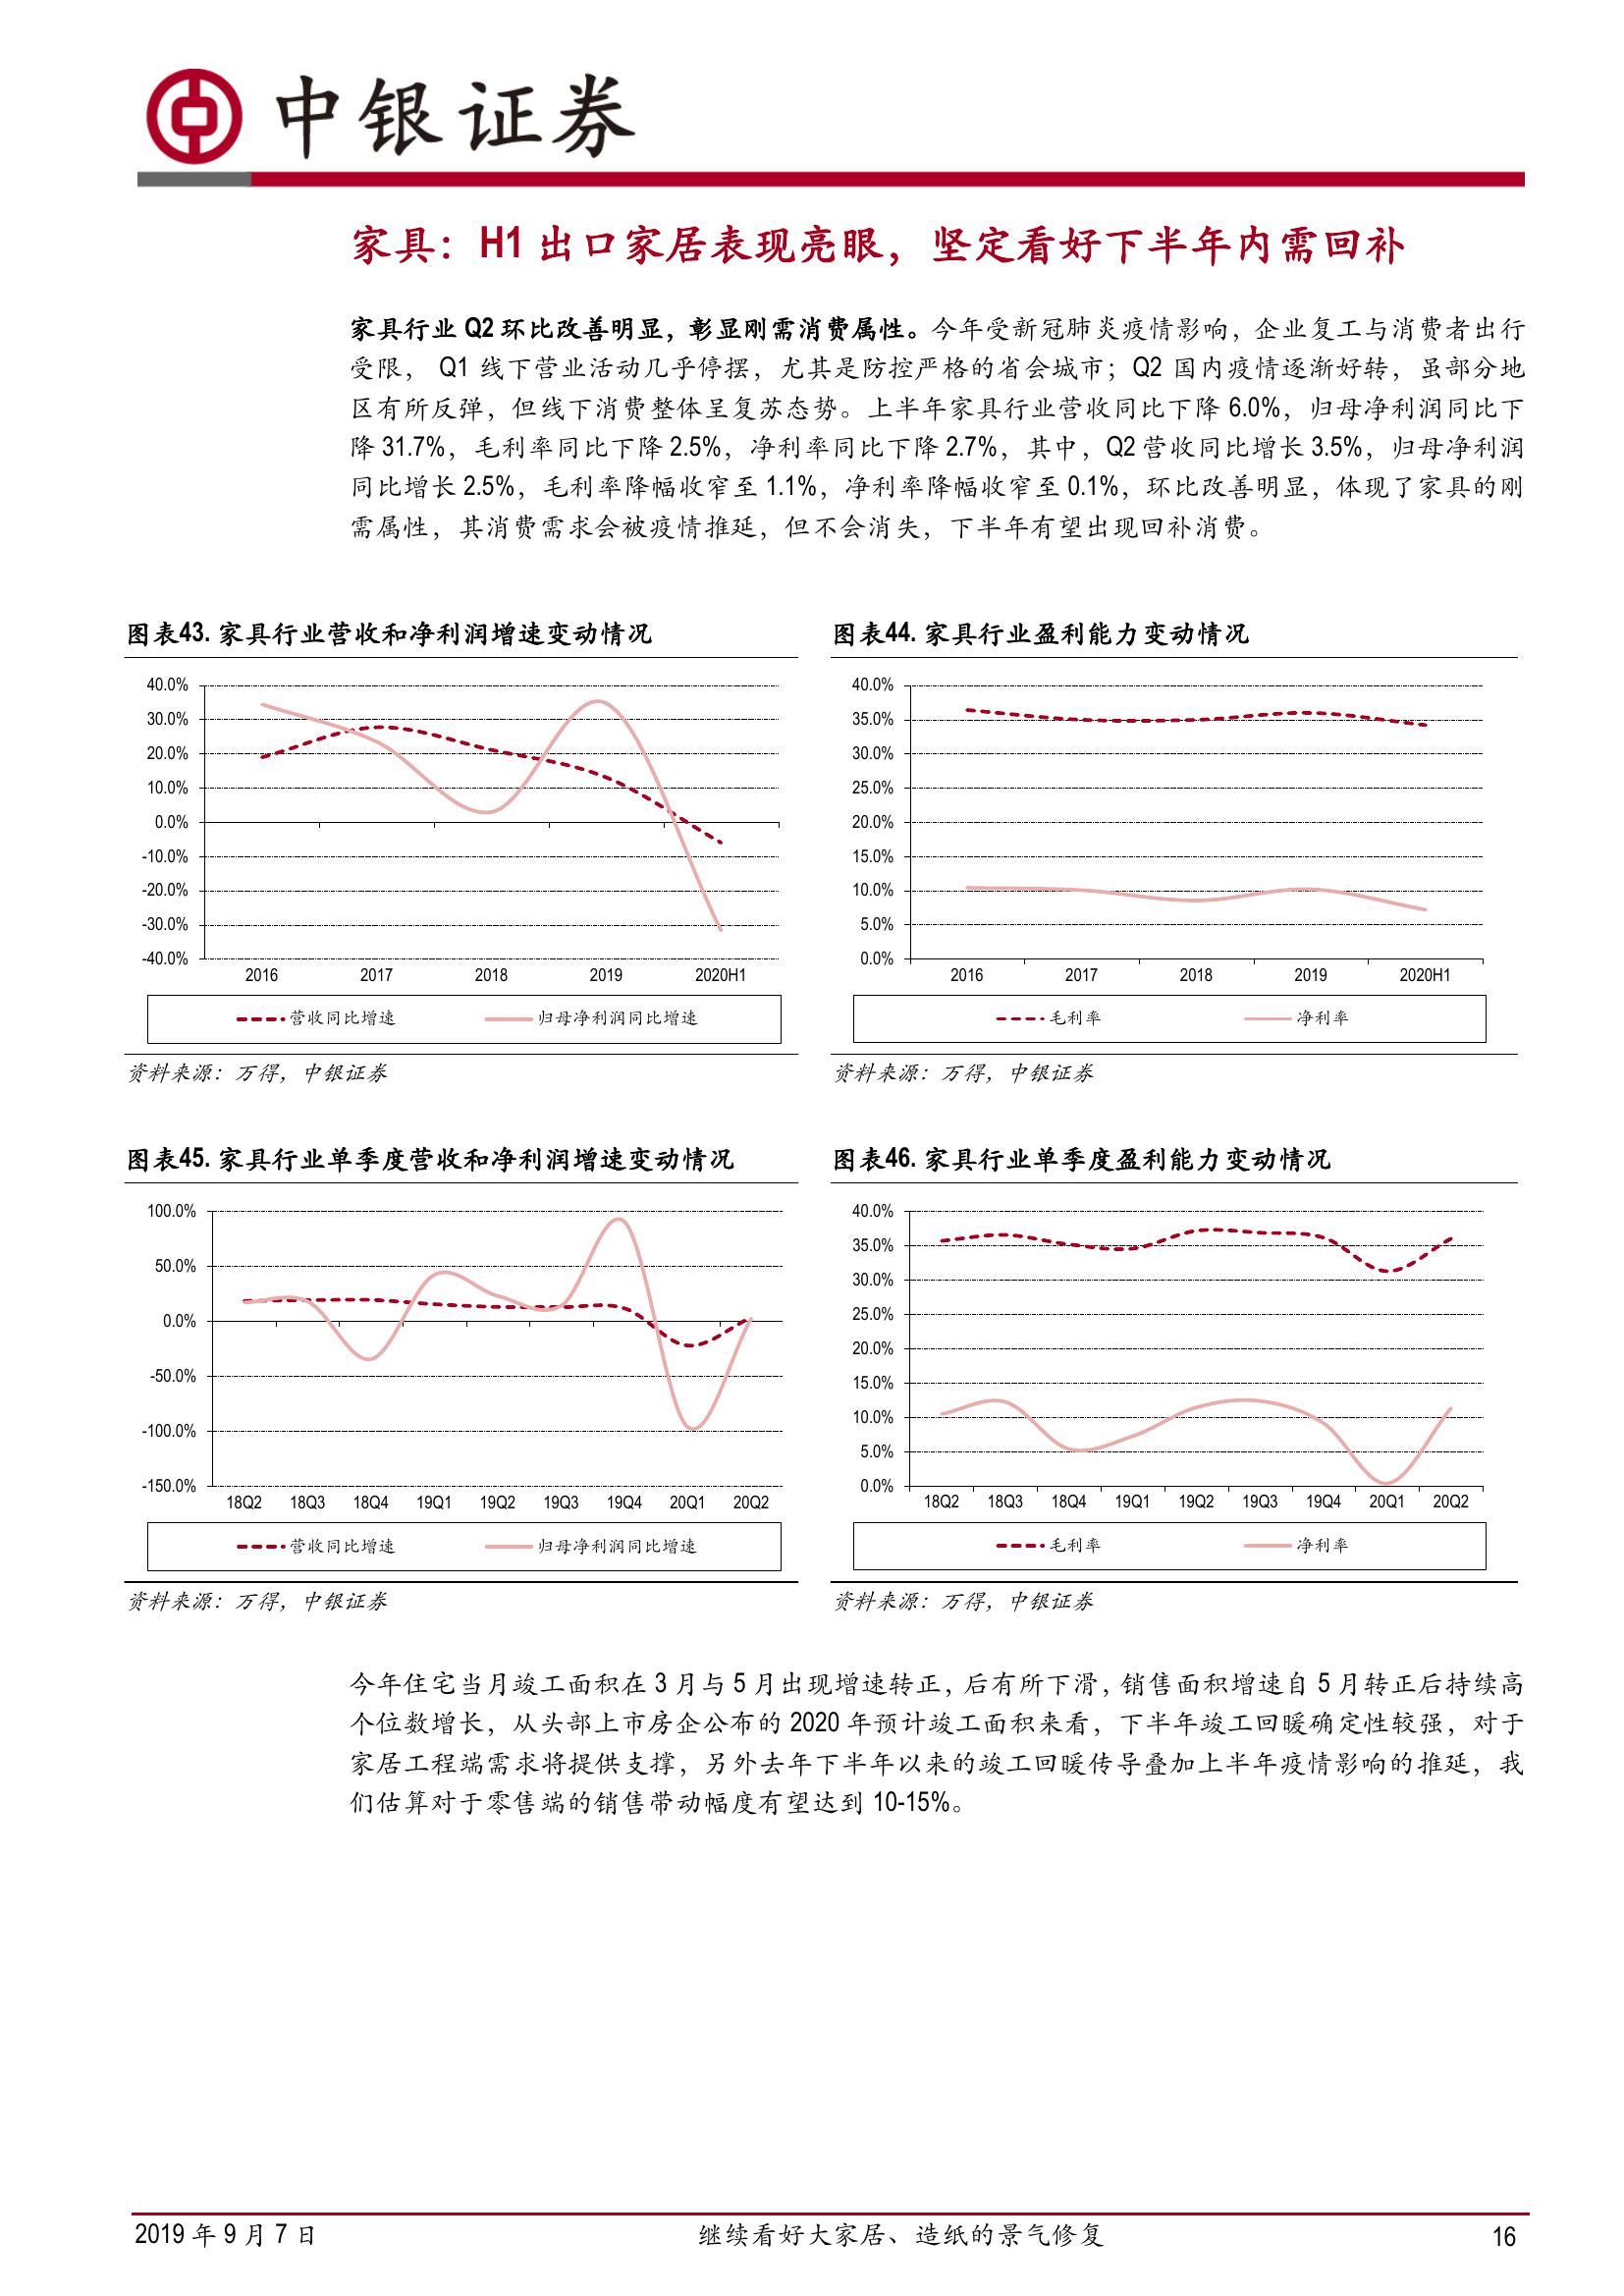 中银证券
家具：H1 出口家居表现亮眼，坚定看好下半年内需回补
家具行业 Q2 环比改善明显，彰显刚需消费属性。今年受新冠肺炎疫情影响，企业复工与消费者出行
受限， Q1 线下营业活动几乎停摆，尤其是防控严格的省会城市；Q2 国内疫情逐渐好转，虽部分地
区有所反弹，但线下消费整体呈复苏态势。上半年家具行业营收同比下降 6.0%，归母净利润同比下
降 31.7%，毛利率同比下降 2.5%，净利率同比下降 2.7%，其中，Q2 营收同比增长 3.5%，归母净利润
同比增长 2.5%，毛利率降幅收窄至 1.1%，净利率降幅收窄至 0.1%，环比改善明显，体现了家具的刚
需属性，其消费需求会被疫情推延，但不会消失，下半年有望出现回补消费。
图表43. 家具行业营收和净利润增速变动情况
40.0%
30.0%
20.0%
10.0%
0.0%
-10.0%
-20.0%
-30.0%
-40.0%
2016 2017 2018 2019 2020H1
营收同比增速 归母净利润同比增速
资料来源：万得，中银证券
图表44. 家具行业盈利能力变动情况
40.0%
35.0%
30.0%
25.0%
20.0%
15.0%
10.0%
5.0%
0.0%
2016 2017 2018 2019 2020H1
毛利率 净利率
资料来源：万得，中银证券
图表45. 家具行业单季度营收和净利润增速变动情况
100.0%
50.0%
0.0%
-50.0%
-100.0%
-150.0%
18Q2 18Q3 18Q4 19Q1 19Q2 19Q3 19Q4 20Q1 20Q2
营收同比增速 归母净利润同比增速
资料来源：万得，中银证券
图表46. 家具行业单季度盈利能力变动情况
40.0%
35.0%
30.0%
25.0%
20.0%
15.0%
10.0%
5.0%
0.0%
18Q2 18Q3 18Q4 19Q1 19Q2 19Q3 19Q4 20Q1 20Q2
毛利率 净利率
资料来源：万得，中银证券
今年住宅当月竣工面积在 3 月与 5 月出现增速转正，后有所下滑，销售面积增速自 5 月转正后持续高
个位数增长，从头部上市房企公布的 2020 年预计竣工面积来看，下半年竣工回暖确定性较强，对于
家居工程端需求将提供支撑，另外去年下半年以来的竣工回暖传导叠加上半年疫情影响的推延，我
们估算对于零售端的销售带动幅度有望达到 10-15%。
2019 年 9 月 7 日 继续看好大家居、造纸的景气修复 16